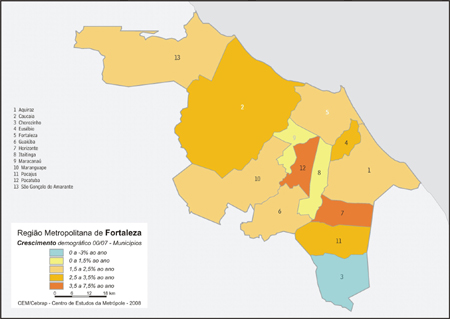 13
2
5
4
9
12
8
1
10
6
7
11
3
1 Aquiraz
2 Caucaia
3 Chorozinho
4 Eusébio
5 Fortaleza
6 Guaiúba
7 Horizonte
8 Itaitinga
9 Maracanaú
10 Maranguape
11 Pacajus
12 Pacatuba
13 São Gonçalo do Amarante
Região Metropolitana de Fortaleza
Crescimento demográfico 00/07 - Municípios
0 a -3% ao ano
0 a 1,5% ao ano
1,5 a 2,5% ao ano
2,5 a 3,5% ao ano
3,5 a 7,5% ao ano
0 6 12 18 km
CEM/Cebrap - Centro de Estudos da Metrópole - 2008